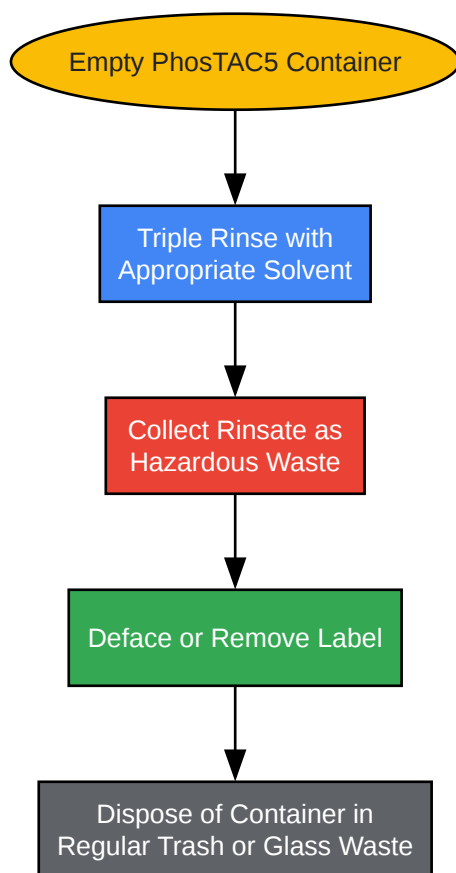 Empty PhosTAC5 Container
Triple Rinse with
Appropriate Solvent
Collect Rinsate as
Hazardous Waste
Deface or Remove Label
Dispose of Container in
Regular Trash or Glass Waste